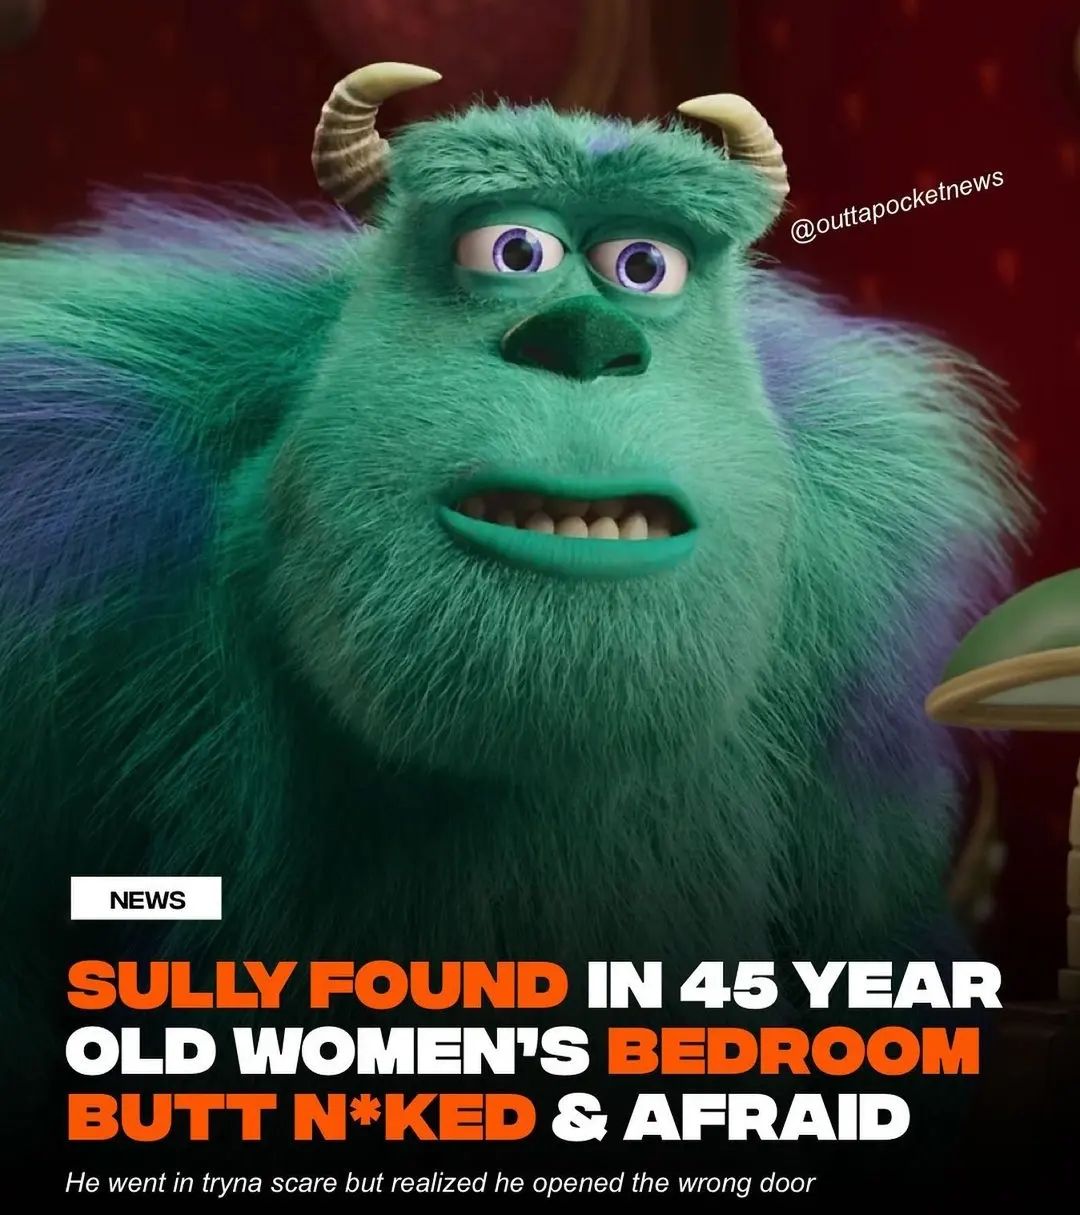 @outtapocketnews
NEWS
SULLY FOUND IN 45 YEAR
OLD WOMEN'S BEDROOM
BUTT N*KED & AFRAID
He went in tryna scare but realized he opened the wrong door